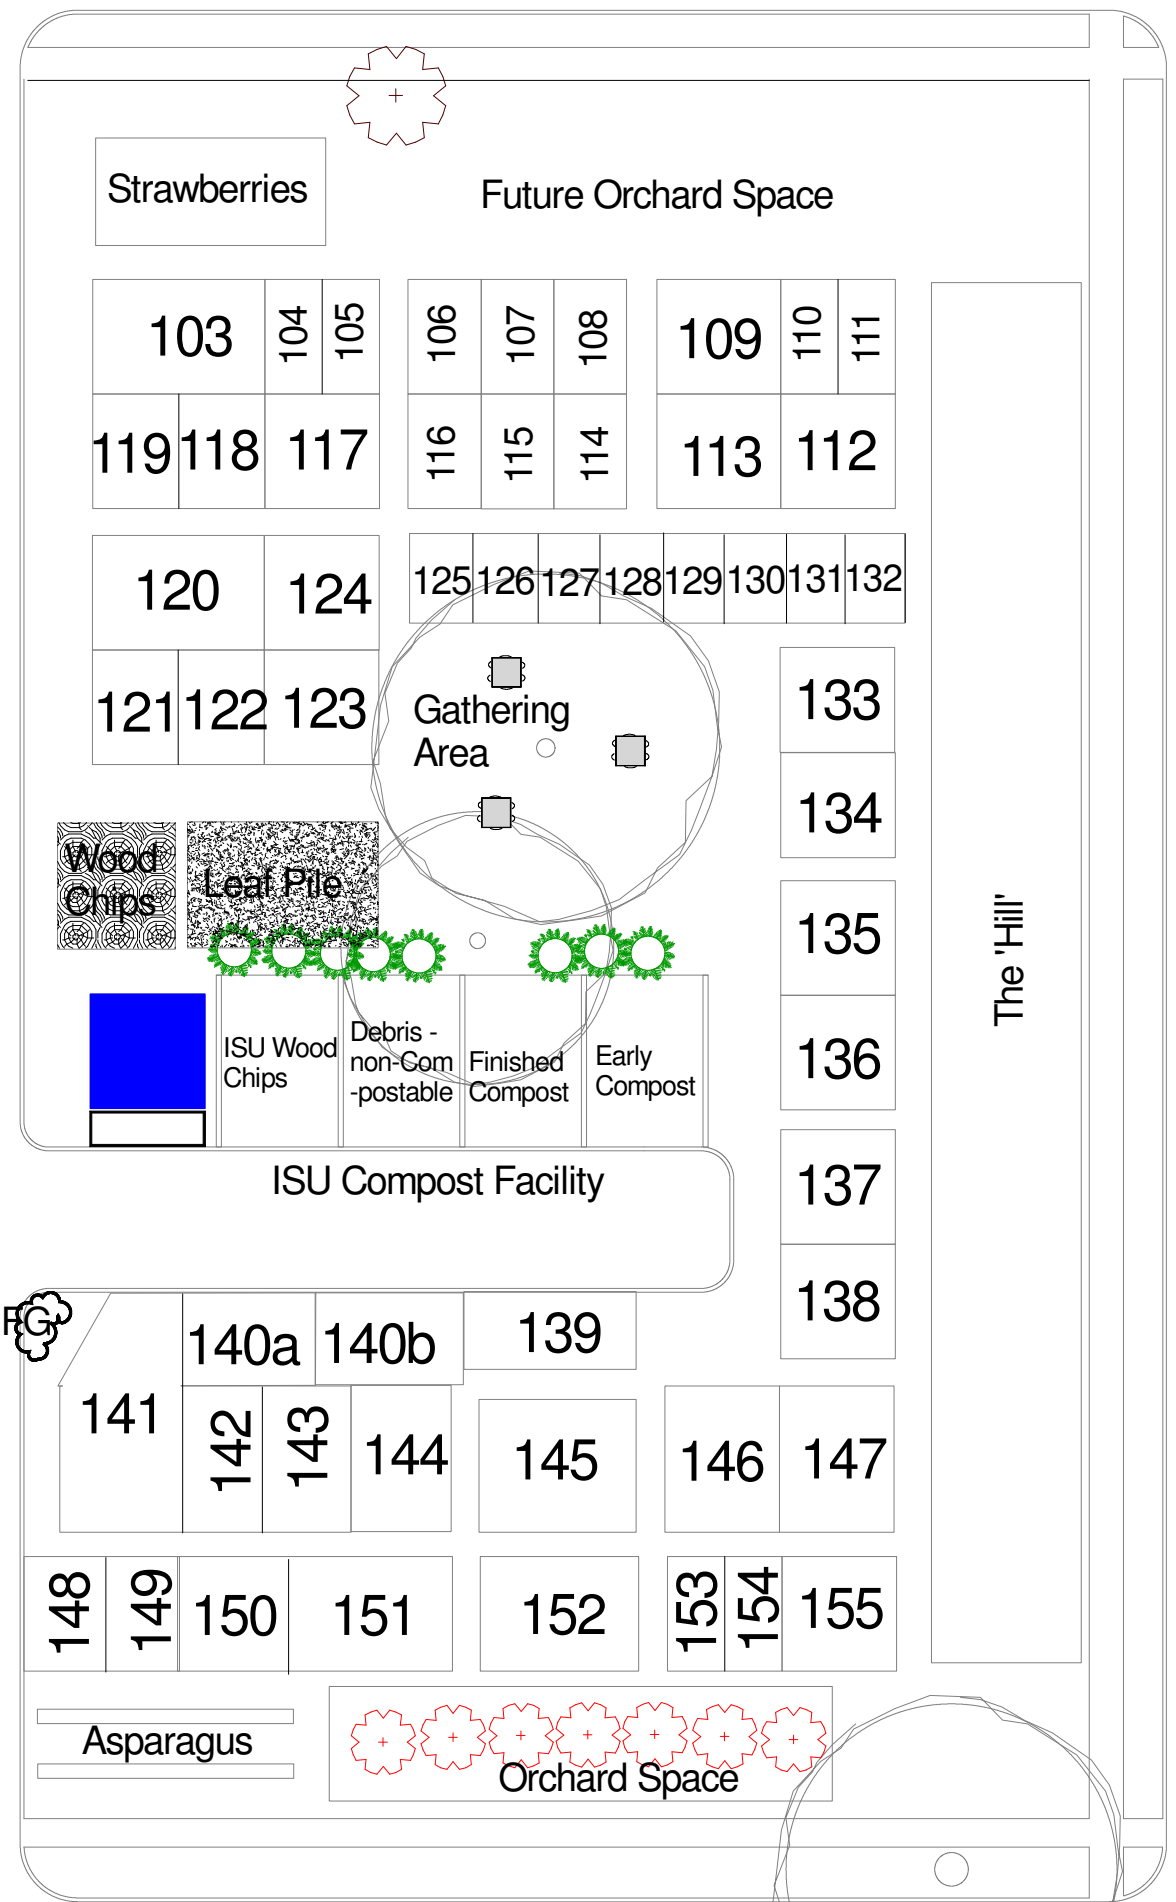 Strawberries
Future Orchard Space
103 104 105 106 107 108 109 110 111
119 118 117 116 115 114 113 112
120 124 125 126 127 128 129 130 131 132
121 122 123
Gathering
Area
133
134
Wood
Chips
Leaf Pile
135
136
The 'Hill'
ISU Wood
Chips
Debris -
non-Com
-postable
Finished
Compost
Early
Compost
ISU Compost Facility
137
138
FG
140a 140b 139
141 142 143 144 145 146 147
148 149 150 151 152 153 154 155
Asparagus
Orchard Space